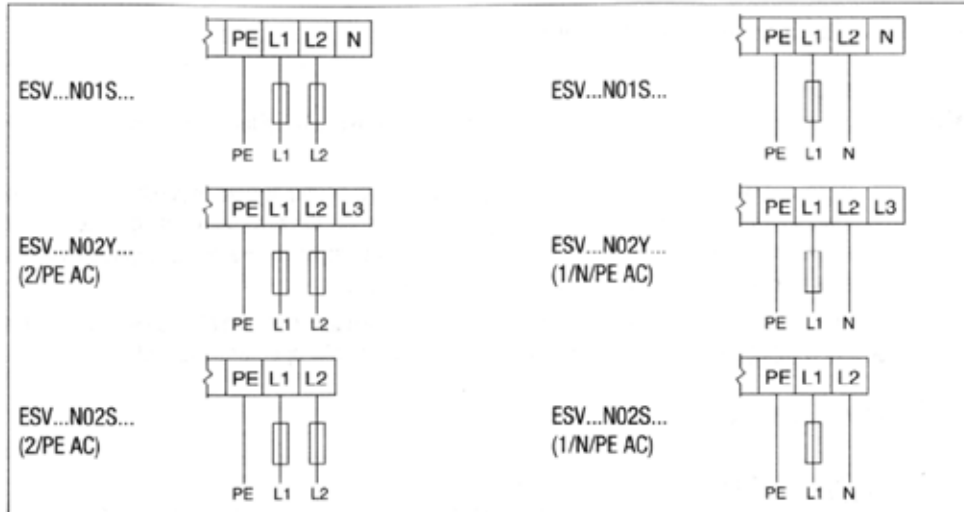 PE L1 L2 N
ESV...N01S...
PE L1 L2
PE L1 L2 N
ESV...N01S...
PE L1 N
PE L1 L2 L3
ESV...N02Y...
(2/PE AC)
PE L1 L2
PE L1 L2 L3
ESV...N02Y...
(1/N/PE AC)
PE L1 N
PE L1 L2
ESV...N02S...
(2/PE AC)
PE L1 L2
PE L1 L2
ESV...N02S...
(1/N/PE AC)
PE L1 N